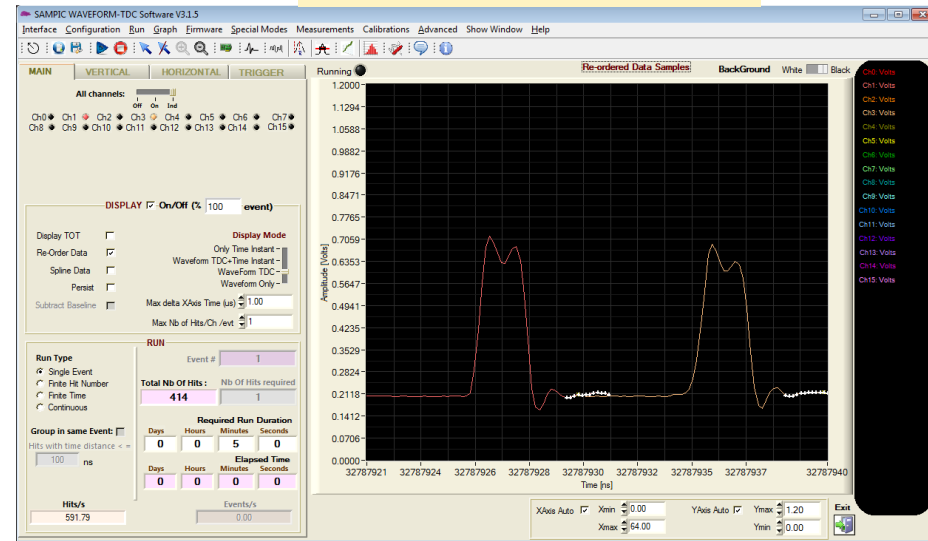 SAMPIC WAVEFORM-TDC Software V3.1.5
Interface Configuration Run Graph Firmware Special Modes Measurements Calibrations Advanced Show Window Help
MAIN VERTICAL HORIZONTAL TRIGGER
All channels:
Off On Ind
Ch0 Ch1 Ch2 Ch3 Ch4 Ch5 Ch6 Ch7
Ch8 Ch9 Ch10 Ch11 Ch12 Ch13 Ch14 Ch15
DISPLAY On/Off (% 100 event)
Display TOT
Re-Order Data
Spline Data
Persist
Subtract Baseline
Display Mode
Only Time Instant
Waveform TDC+Time Instant
WaveForm TDC
Waveform Only
Max delta XAxis Time (us) 1.00
Max Nb of Hits/Ch /evt 1
RUN
Run Type
Single Event
Finite Hit Number
Finite Time
Continuous
Group in same Event:
Hits with time distance < =
100 ns
Hits/s
591.79
Event # 1
Total Nb Of Hits : Nb Of Hits required
414 1
Required Run Duration
Days Hours Minutes Seconds
0 0 5 0
Elapsed Time
Days Hours Minutes Seconds
0 0 0 0
Events/s
0.00
Running
Re-ordered Data Samples
BackGround White Black
Amplitude [Volts]
1.2000
1.1294
1.0588
0.9882
0.9176
0.8471
0.7765
0.7059
0.6353
0.5647
0.4941
0.4235
0.3529
0.2824
0.2118
0.1412
0.0706
0.0000
32787921 32787924 32787926 32787928 32787930 32787932 32787935 32787937 32787940
Time [ns]
Ch0: Volts
Ch1: Volts
Ch2: Volts
Ch3: Volts
Ch4: Volts
Ch5: Volts
Ch6: Volts
Ch7: Volts
Ch8: Volts
Ch9: Volts
Ch10: Volts
Ch11: Volts
Ch12: Volts
Ch13: Volts
Ch14: Volts
Ch15: Volts
XAxis Auto Xmin 0.00 YAxis Auto Ymax 1.20 Exit
Xmax 64.00 Ymin 0.00